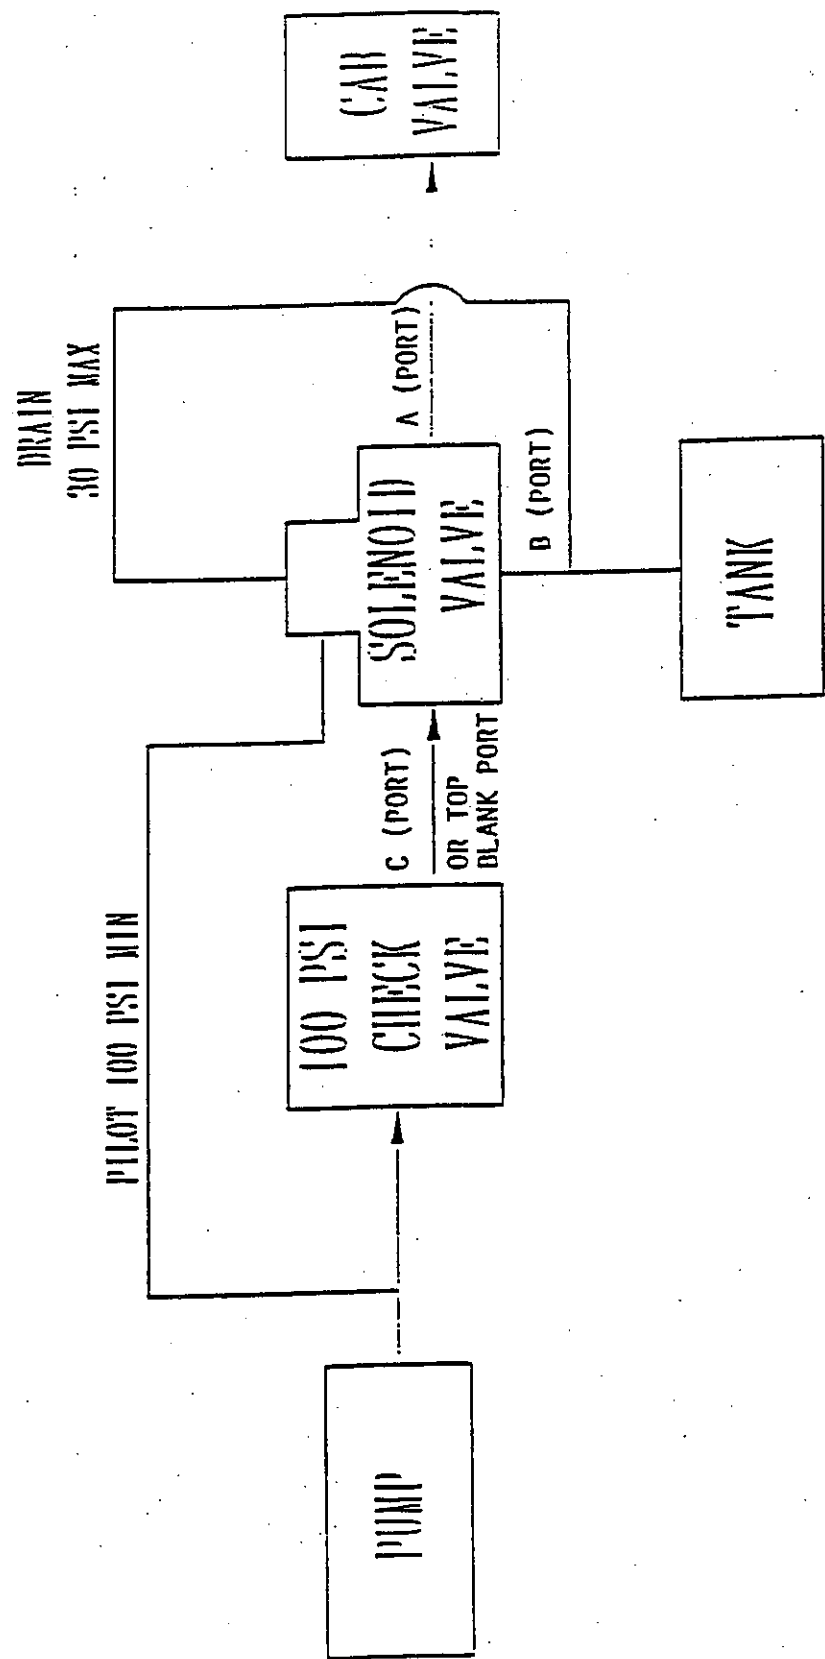 PUMP
PILOT 100 PSI MIN
100 PSI
CHECK
VALVE
C (PORT)
OR TOP
BLANK PORT
DRAIN
30 PSI MAX
SOLENOID
VALVE
A (PORT)
B (PORT)
TANK
CAB
VALVE